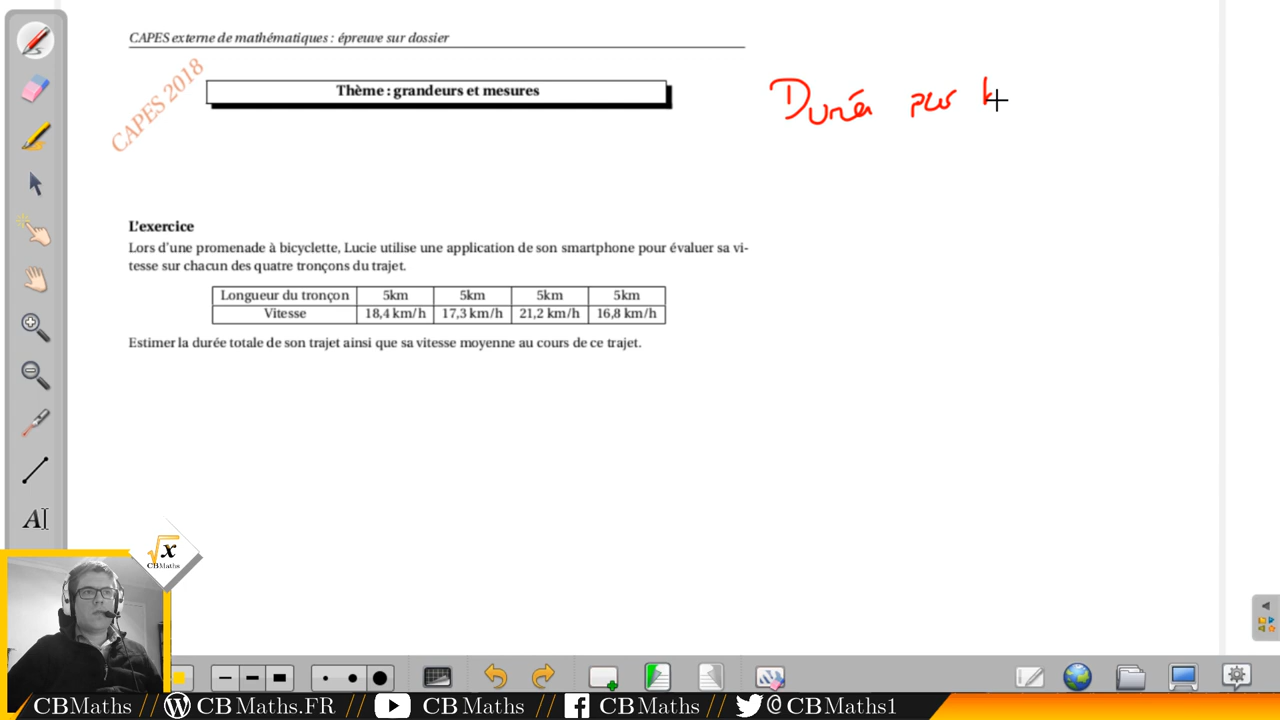 CAPES externe de mathématiques : épreuve sur dossier
CAPES 2018
Thème : grandeurs et mesures
Durée par
L'exercice
Lors d'une promenade à bicyclette, Lucie utilise une application de son smartphone pour évaluer sa vi-
tesse sur chacun des quatre tronçons du trajet.
Longueur du tronçon 5km 5km 5km 5km
Vitesse 18,4 km/h 17,3 km/h 21,2 km/h 16,8 km/h
Estimer la durée totale de son trajet ainsi que sa vitesse moyenne au cours de ce trajet.
√x
CBMaths
AI
CBMaths // CBMaths.FR / CBMaths / CBMaths / @CBMaths1